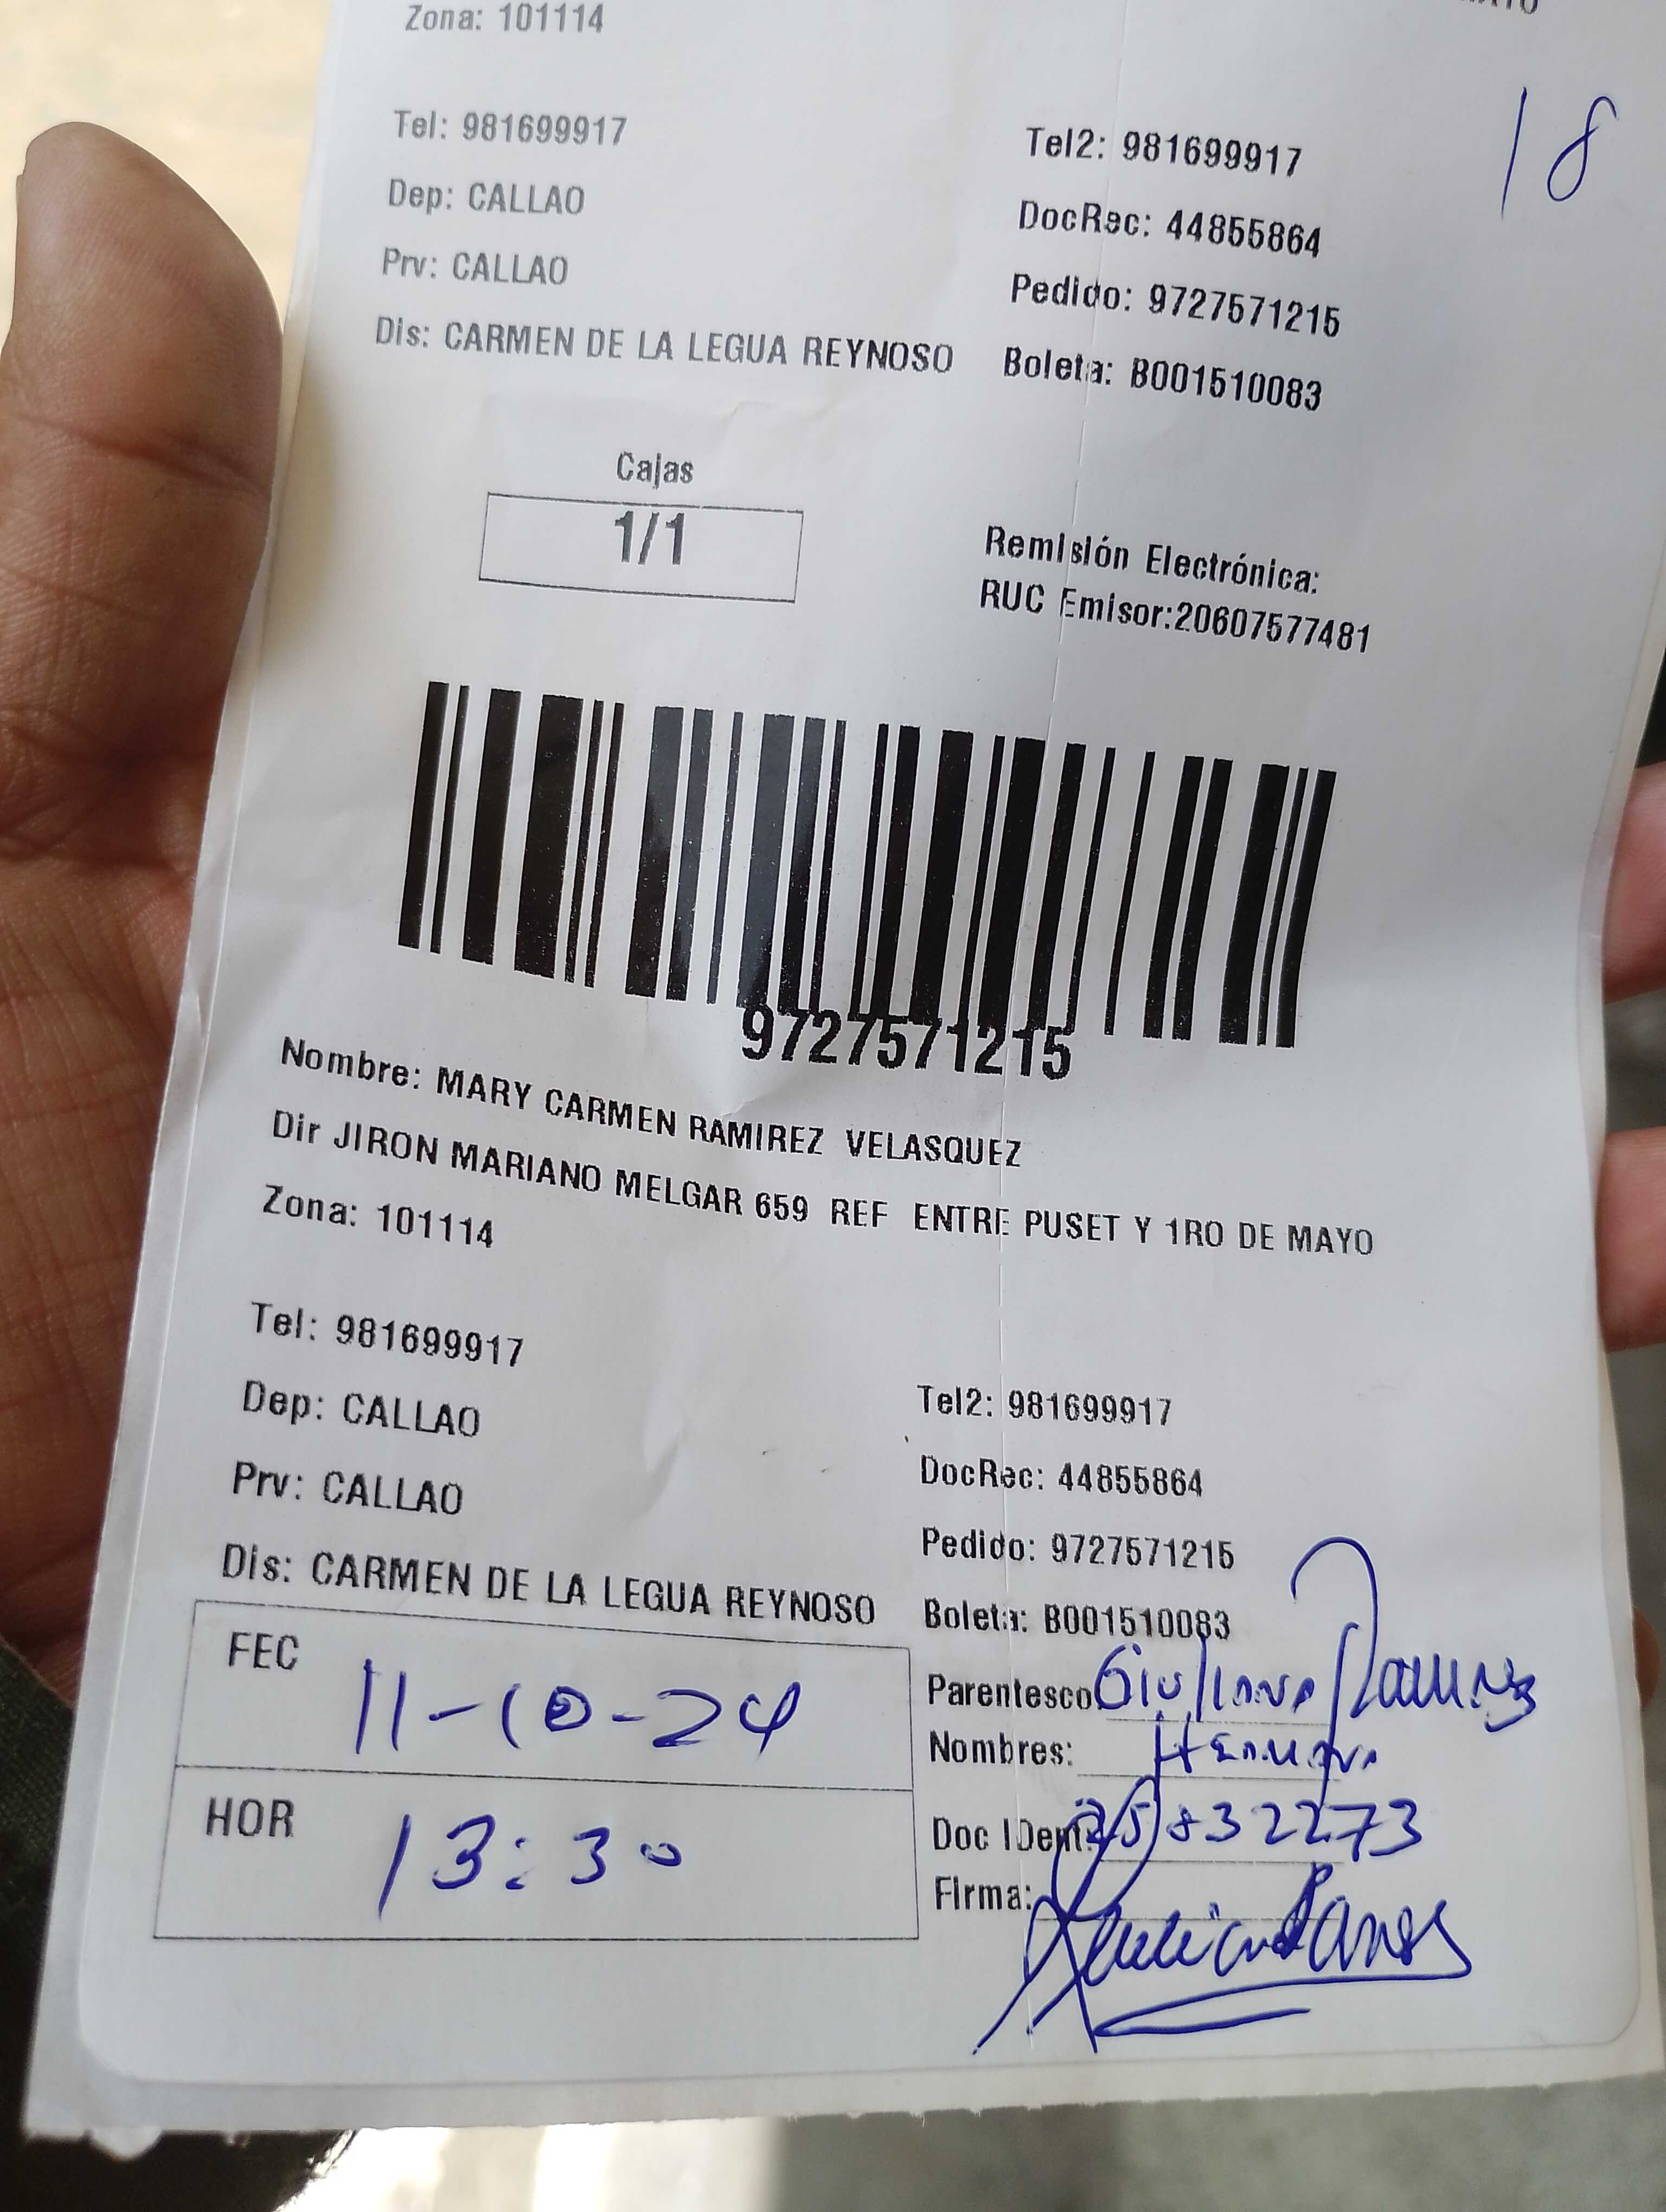 Zona: 101114
18
Tel: 981699917
Tel2: 981699917
Dep: CALLAO
DocRec: 44855864
Prv: CALLAO
Pedido: 9727571215
Dis: CARMEN DE LA LEGUA REYNOSO
Boleta: B001510083
Cajas
1/1
Remisión Electrónica:
RUC Emisor:20607577481
9727571215
Nombre: MARY CARMEN RAMIREZ VELASQUEZ
Dir JIRON MARIANO MELGAR 659 REF ENTRE PUSET Y 1RO DE MAYO
Zona: 101114
Tel: 981699917
Tel2: 981699917
Dep: CALLAO
DocRec: 44855864
Prv: CALLAO
Pedido: 9727571215
Dis: CARMEN DE LA LEGUA REYNOSO
Boleta: B001510083
FEC 11-10-24
Parentesco Giuliana Ramirez
Nombres: Hermana
HOR 13:30
Doc IDent: 25832273
Firma: